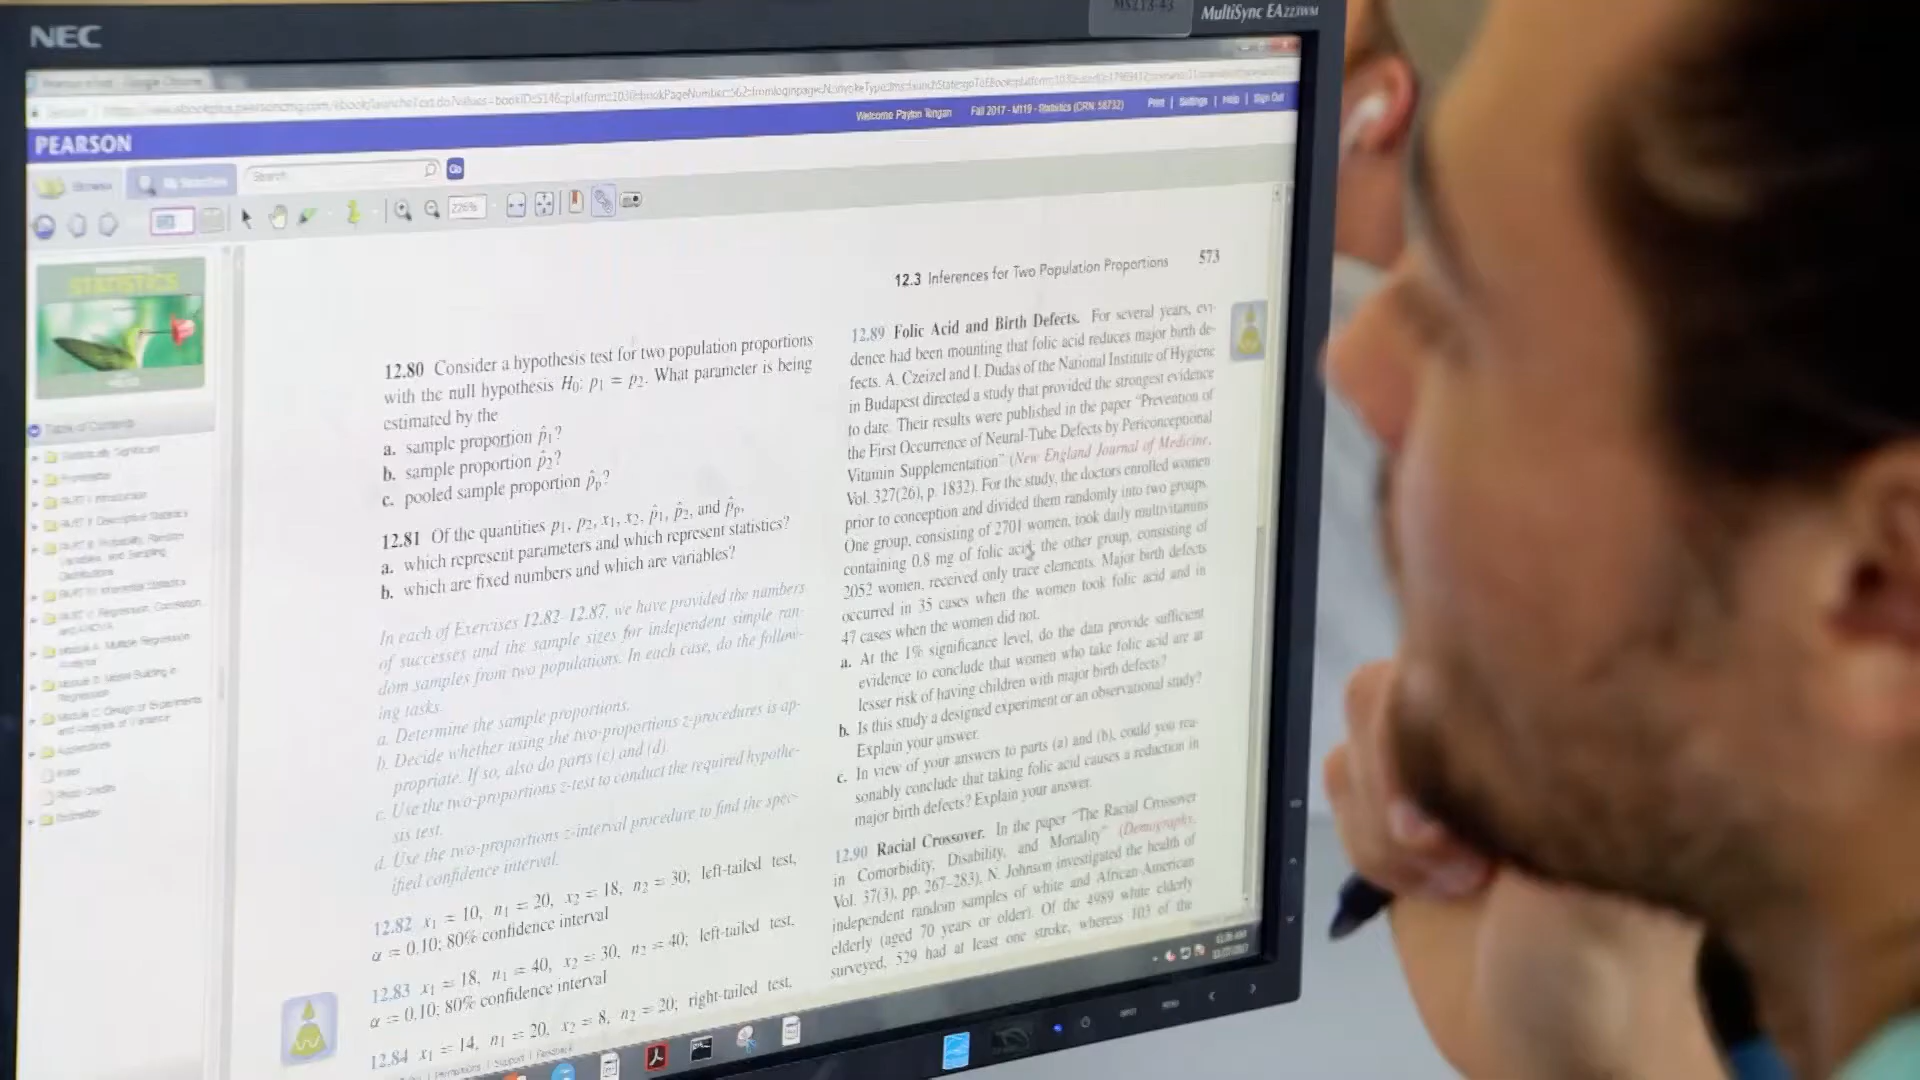 NEC
MultiSync EA223WM
PEARSON
Fall 2017 - M119 - Statistics (CRN: 58732)
Print | Settings | Help | Sign Out
Search
Go
226%
STATISTICS
Table of Contents
12.3 Inferences for Two Population Proportions 573
12.80 Consider a hypothesis test for two population proportions
with the null hypothesis H₀: p₁ = p₂. What parameter is being
estimated by the
a. sample proportion p̂₁?
b. sample proportion p̂₂?
c. pooled sample proportion p̂ₚ?
12.81 Of the quantities p₁, p₂, x₁, x₂, p̂₁, p̂₂, and p̂ₚ,
a. which represent parameters and which represent statistics?
b. which are fixed numbers and which are variables?
In each of Exercises 12.82–12.87, we have provided the numbers
of successes and the sample sizes for independent simple ran-
dom samples from two populations. In each case, do the follow-
ing tasks.
a. Determine the sample proportions.
b. Decide whether using the two-proportions z-procedures is ap-
propriate. If so, also do parts (c) and (d).
c. Use the two-proportions z-test to conduct the required hypothe-
sis test.
d. Use the two-proportions z-interval procedure to find the spec-
ified confidence interval.
12.82 x₁ = 10, n₁ = 20, x₂ = 18, n₂ = 30; left-tailed test,
α = 0.10; 80% confidence interval
12.83 x₁ = 18, n₁ = 40, x₂ = 30, n₂ = 40; left-tailed test,
α = 0.10; 80% confidence interval
12.84 x₁ = 14, n₁ = 20, x₂ = 8, n₂ = 20; right-tailed test,
12.89 Folic Acid and Birth Defects. For several years, evi-
dence had been mounting that folic acid reduces major birth de-
fects. A. Czeizel and I. Dudas of the National Institute of Hygiene
in Budapest directed a study that provided the strongest evidence
to date. Their results were published in the paper “Prevention of
the First Occurrence of Neural-Tube Defects by Periconceptional
Vitamin Supplementation” (New England Journal of Medicine,
Vol. 327(26), p. 1832). For the study, the doctors enrolled women
prior to conception and divided them randomly into two groups.
One group, consisting of 2701 women, took daily multivitamins
containing 0.8 mg of folic acid; the other group, consisting of
2052 women, received only trace elements. Major birth defects
occurred in 35 cases when the women took folic acid and in
47 cases when the women did not.
a. At the 1% significance level, do the data provide sufficient
evidence to conclude that women who take folic acid are at
lesser risk of having children with major birth defects?
b. Is this study a designed experiment or an observational study?
Explain your answer.
c. In view of your answers to parts (a) and (b), could you rea-
sonably conclude that taking folic acid causes a reduction in
major birth defects? Explain your answer.
12.90 Racial Crossover. In the paper “The Racial Crossover
in Comorbidity, Disability, and Mortality” (Demography,
Vol. 37(3), pp. 267–283), N. Johnson investigated the health of
independent random samples of white and African American
elderly (aged 70 years or older). Of the 4989 white elderly
surveyed, 529 had at least one stroke, whereas 103 of the